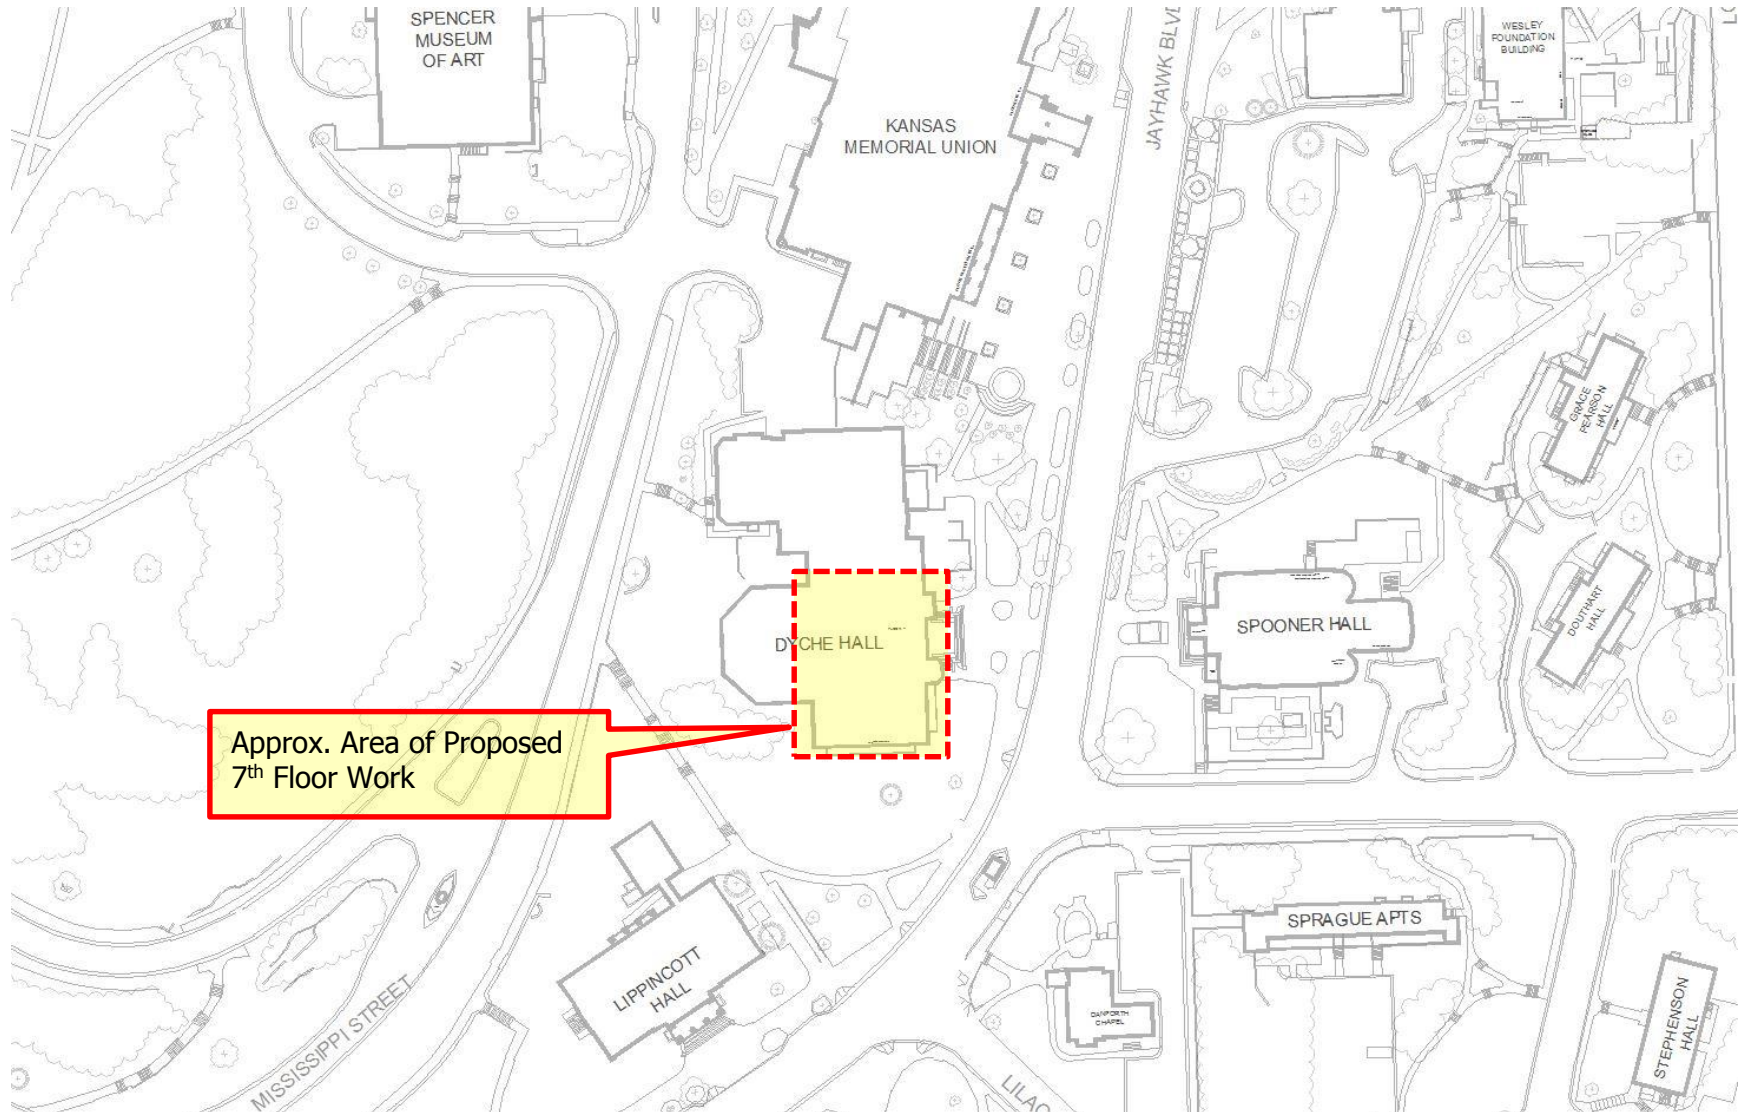 SPENCER
MUSEUM
OF ART
KANSAS
MEMORIAL UNION
JAYHAWK BLVD
WESLEY
FOUNDATION
BUILDING
GRACE
PEARSON
HALL
DOUTHART
HALL
DYCHE HALL
SPOONER HALL
Approx. Area of Proposed
7th Floor Work
SPRAGUE APTS
LIPPINCOTT
HALL
DANFORTH
CHAPEL
STEPHENSON
HALL
MISSISSIPPI STREET
LILAC